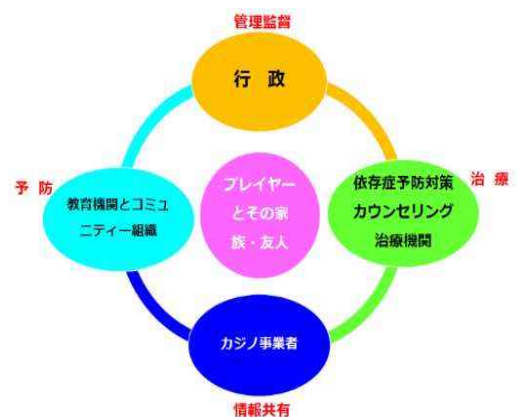 管理監督
行 政
予 防
教育機関とコミュ
ニティー組織
プレイヤー
とその家
族・友人
依存症予防対策
カウンセリング
治療機関
治 療
カジノ事業者
情報共有